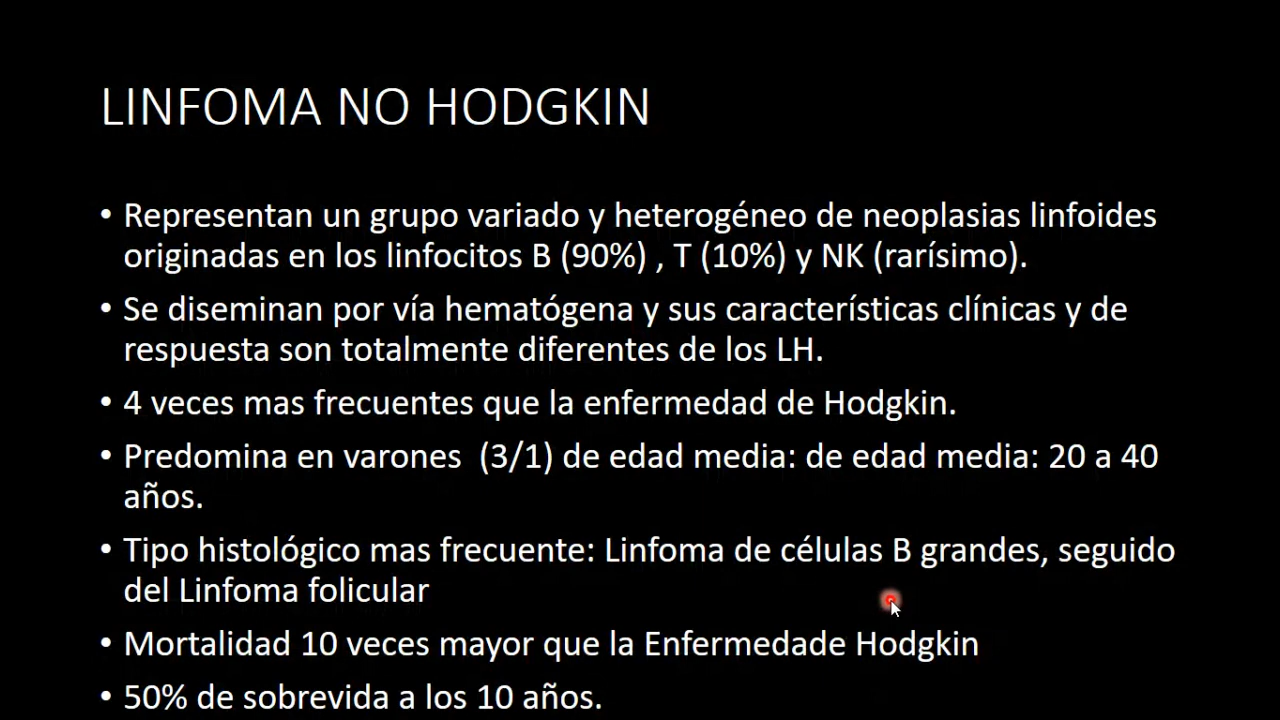 LINFOMA NO HODGKIN
• Representan un grupo variado y heterogéneo de neoplasias linfoides
originadas en los linfocitos B (90%) , T (10%) y NK (rarísimo).
• Se diseminan por vía hematógena y sus características clínicas y de
respuesta son totalmente diferentes de los LH.
• 4 veces mas frecuentes que la enfermedad de Hodgkin.
• Predomina en varones  (3/1) de edad media: de edad media: 20 a 40
años.
• Tipo histológico mas frecuente: Linfoma de células B grandes, seguido
del Linfoma folicular
• Mortalidad 10 veces mayor que la Enfermedade Hodgkin
• 50% de sobrevida a los 10 años.